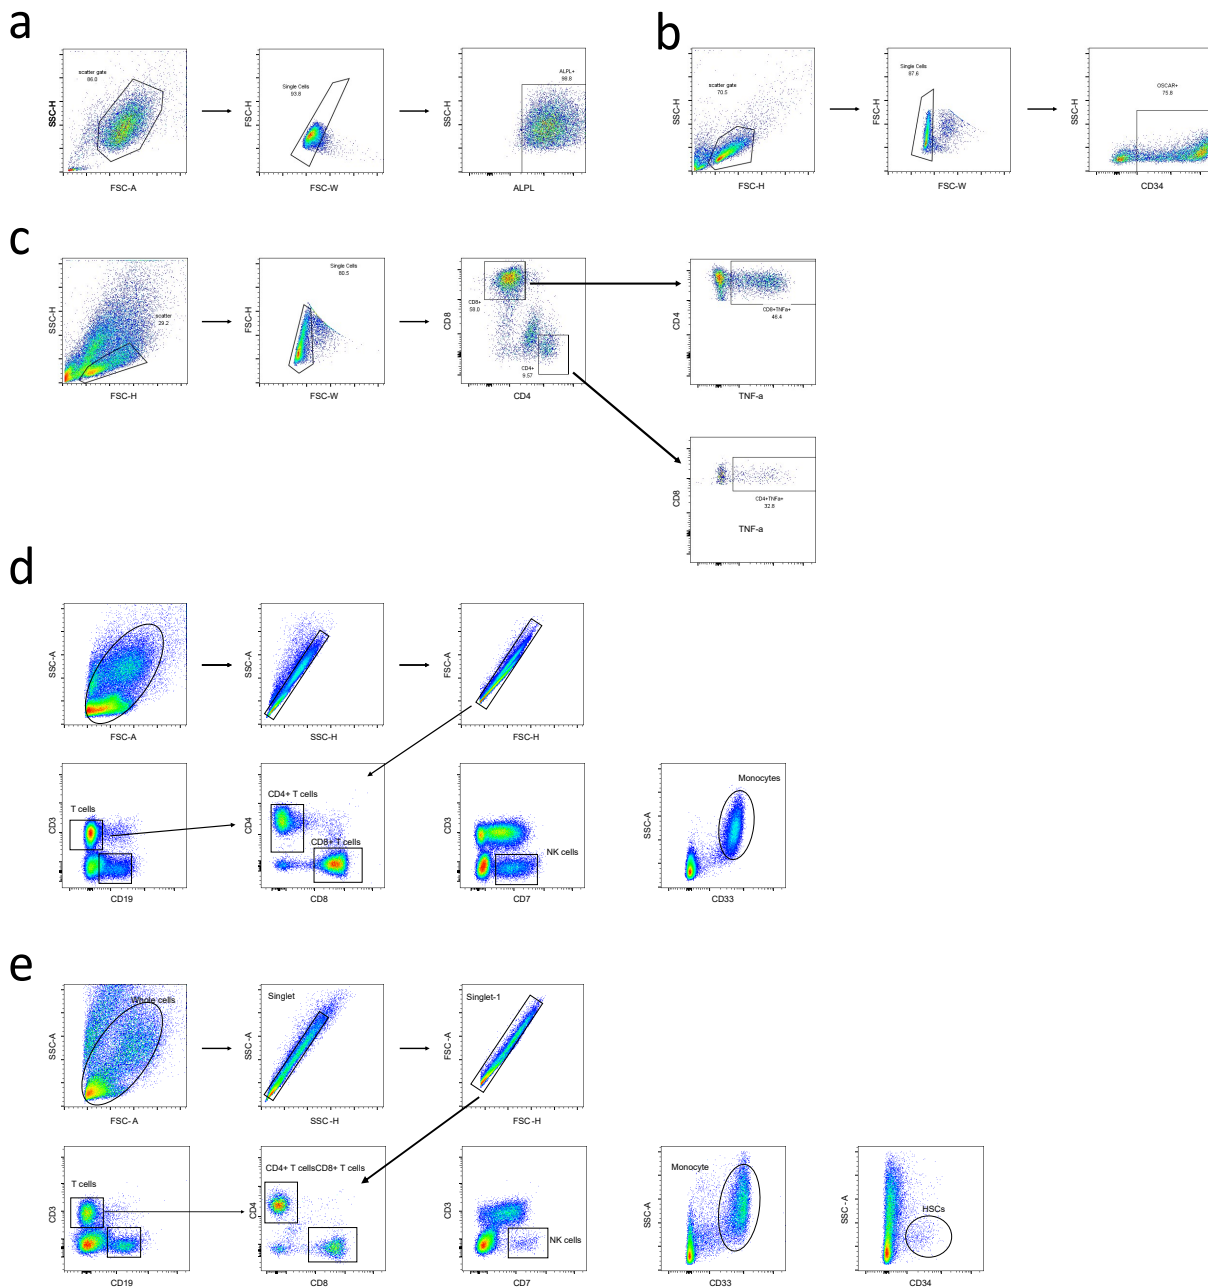 a
b
scatter gate
86.0
SSC-H
FSC-A
Single Cells
93.8
FSC-H
FSC-W
ALPL+
98.8
SSC-H
ALPL
scatter gate
70.5
SSC-H
FSC-H
Single Cells
87.6
FSC-H
FSC-W
OSCAR+
75.8
SSC-H
CD34
c
scatter
29.2
SSC-H
FSC-H
Single Cells
80.5
FSC-H
FSC-W
CD8+
58.0
CD4+
9.57
CD8
CD4
CD8+TNFa+
46.4
CD4
TNF-a
CD4+TNFa+
32.8
CD8
TNF-a
d
SSC-A
FSC-A
SSC-A
SSC-H
FSC-A
FSC-H
T cells
CD3
CD19
CD4+ T cells
CD8+ T cells
CD4
CD8
CD3
NK cells
CD7
Monocytes
SSC-A
CD33
e
Whole cells
SSC-A
FSC- A
Singlet
SSC-A
SSC-H
Singlet-1
FSC-A
FSC-H
T cells
CD3
CD19
CD4+ T cellsCD8+ T cells
CD4
CD8
CD3
NK cells
CD7
Monocyte
SSC-A
CD33
SSC-A
HSCs
CD34